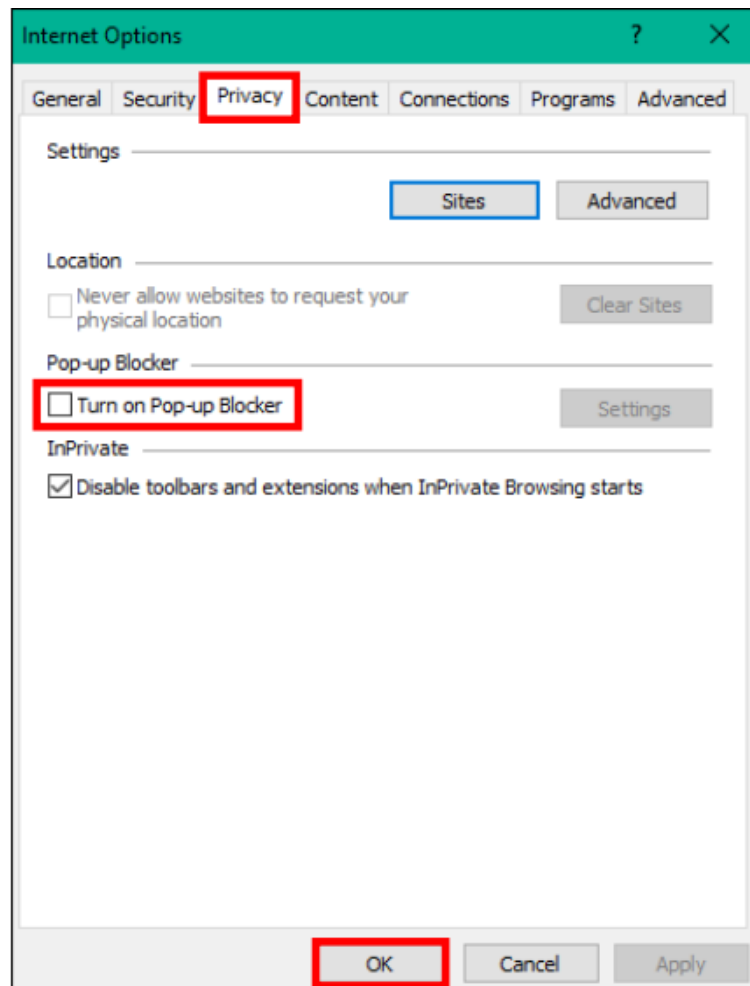 Internet Options ?
General Security Privacy Content Connections Programs Advanced
Settings
Sites Advanced
Location
Never allow websites to request your
physical location
Clear Sites
Pop-up Blocker
Turn on Pop-up Blocker Settings
InPrivate
Disable toolbars and extensions when InPrivate Browsing starts
OK Cancel Apply